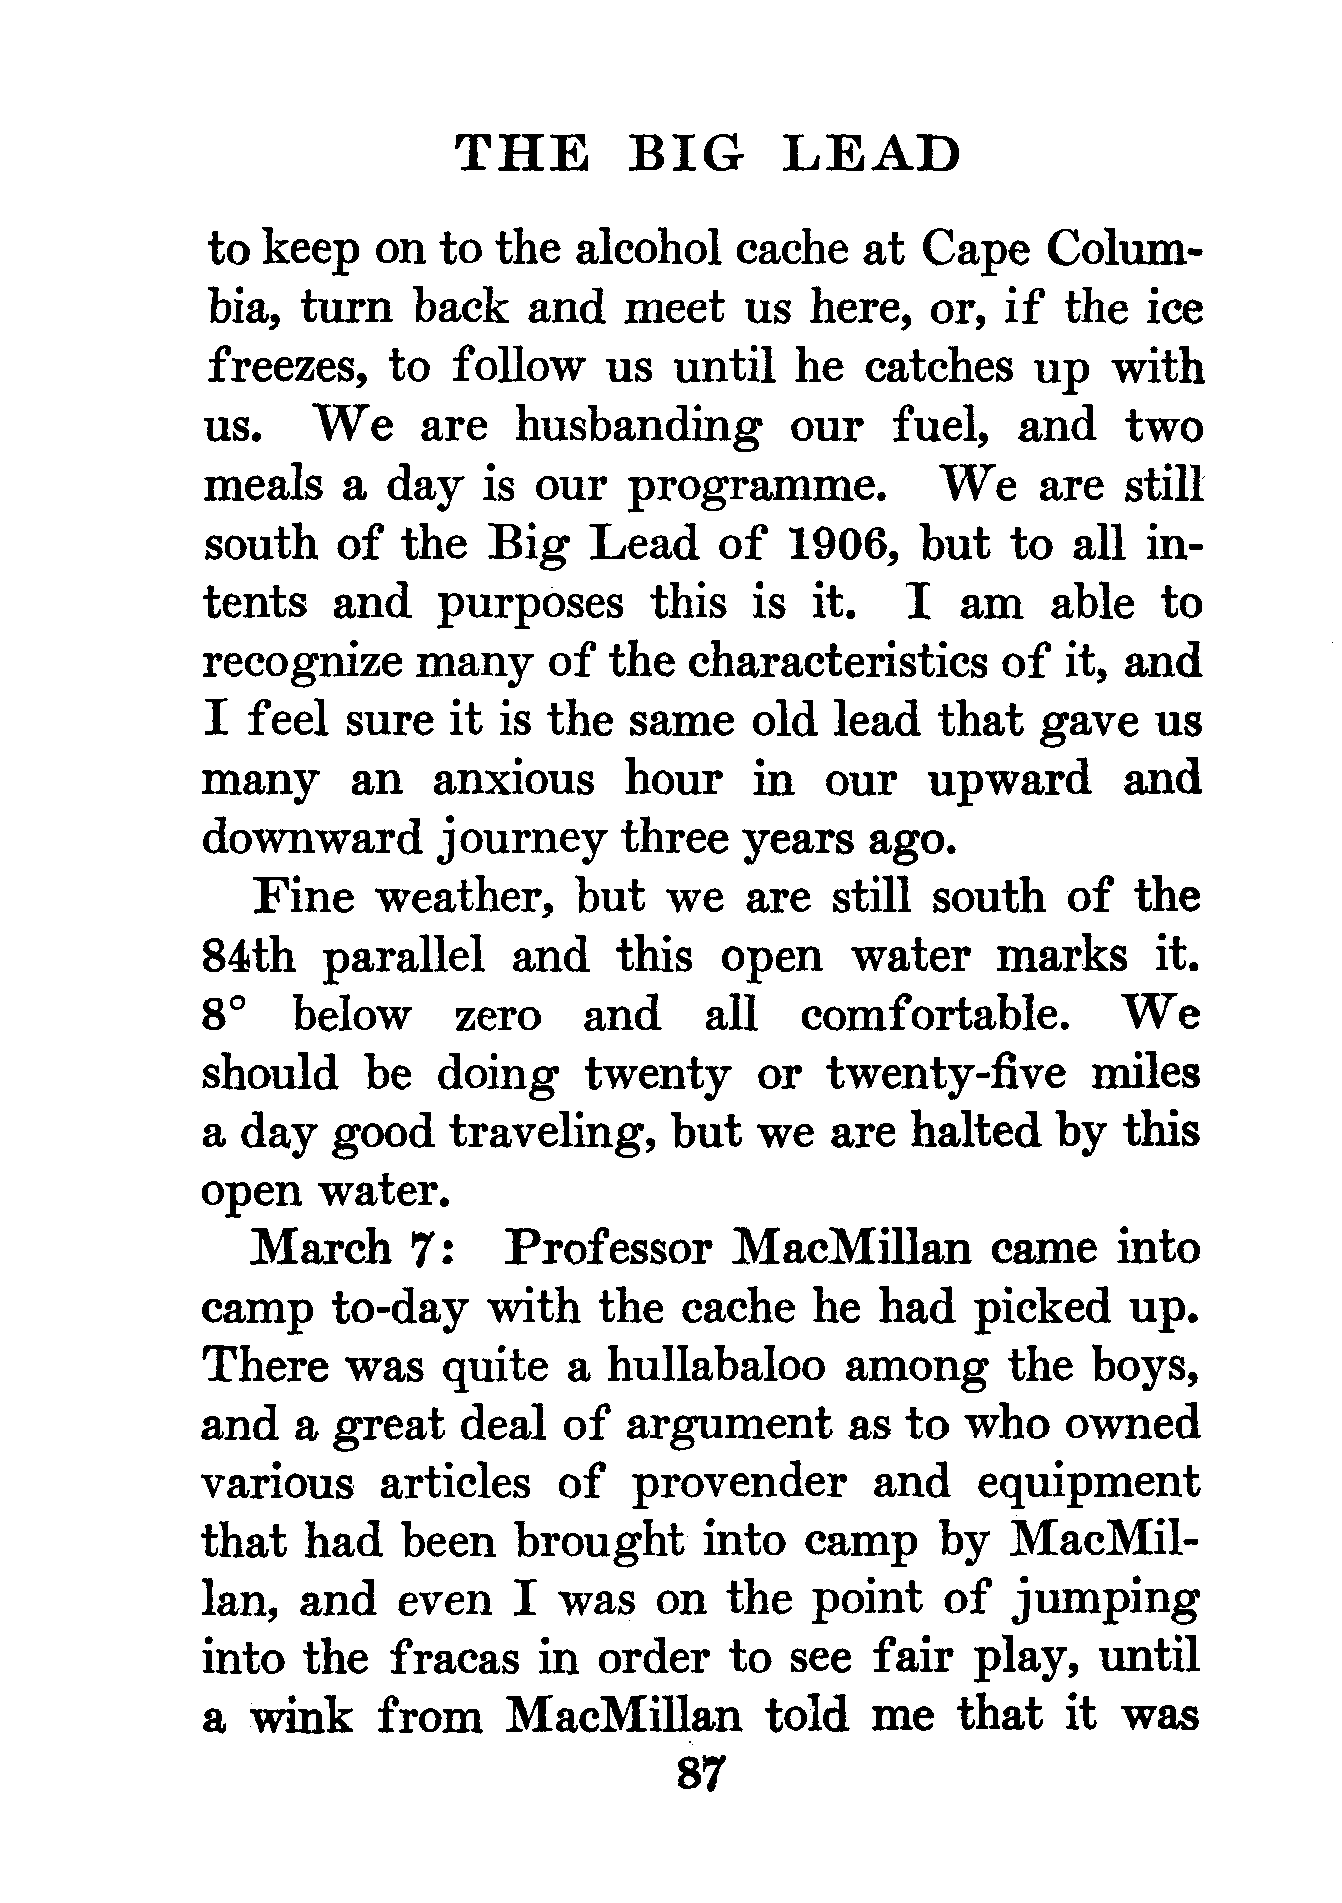 THE BIG LEAD
to keep on to the alcohol cache at Cape Colum-
bia, turn back and meet us here, or, if the ice
freezes, to follow us until he catches up with
us. We are husbanding our fuel, and two
meals a day is our programme. We are still
south of the Big Lead of 1906, but to all in-
tents and purposes this is it. I am able to
recognize many of the characteristics of it, and
I feel sure it is the same old lead that gave us
many an anxious hour in our upward and
downward journey three years ago.
Fine weather, but we are still south of the
84th parallel and this open water marks it.
8° below zero and all comfortable. We
should be doing twenty or twenty-five miles
a day good traveling, but we are halted by this
open water.
March 7: Professor MacMillan came into
camp to-day with the cache he had picked up.
There was quite a hullabaloo among the boys,
and a great deal of argument as to who owned
various articles of provender and equipment
that had been brought into camp by MacMil-
lan, and even I was on the point of jumping
into the fracas in order to see fair play, until
a wink from MacMillan told me that it was
87